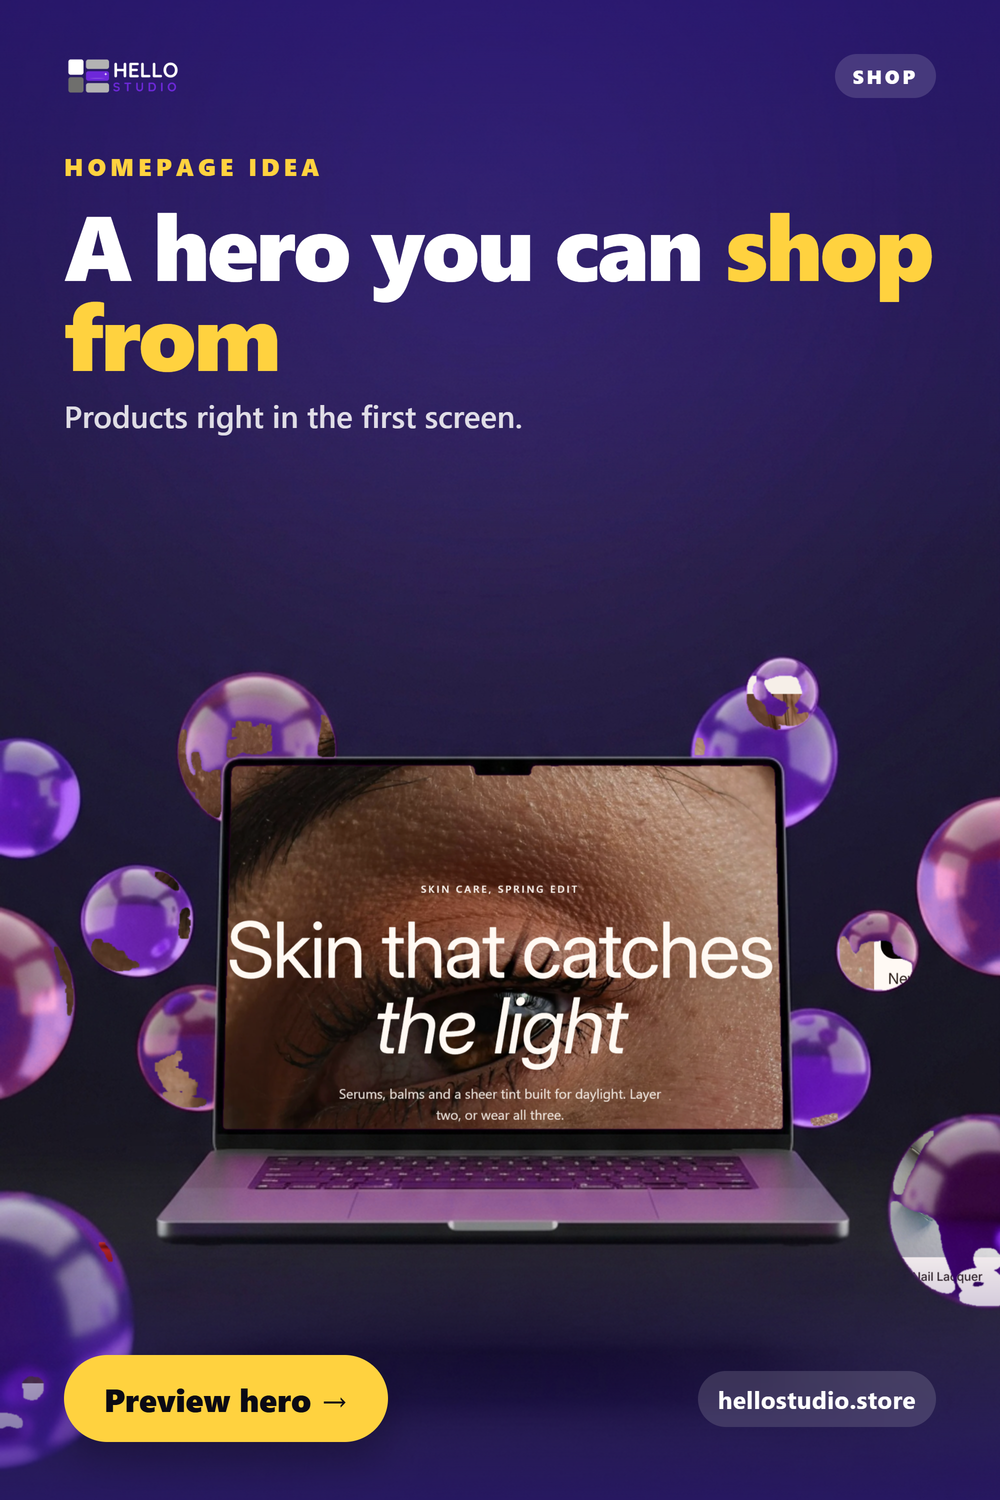 HELLO
STUDIO
SHOP
HOMEPAGE IDEA
A hero you can shop
from
Products right in the first screen.
SKIN CARE, SPRING EDIT
Skin that catches
the light
Serums, balms and a sheer tint built for daylight. Layer
two, or wear all three.
Nail Lacquer
Preview hero →
hellostudio.store